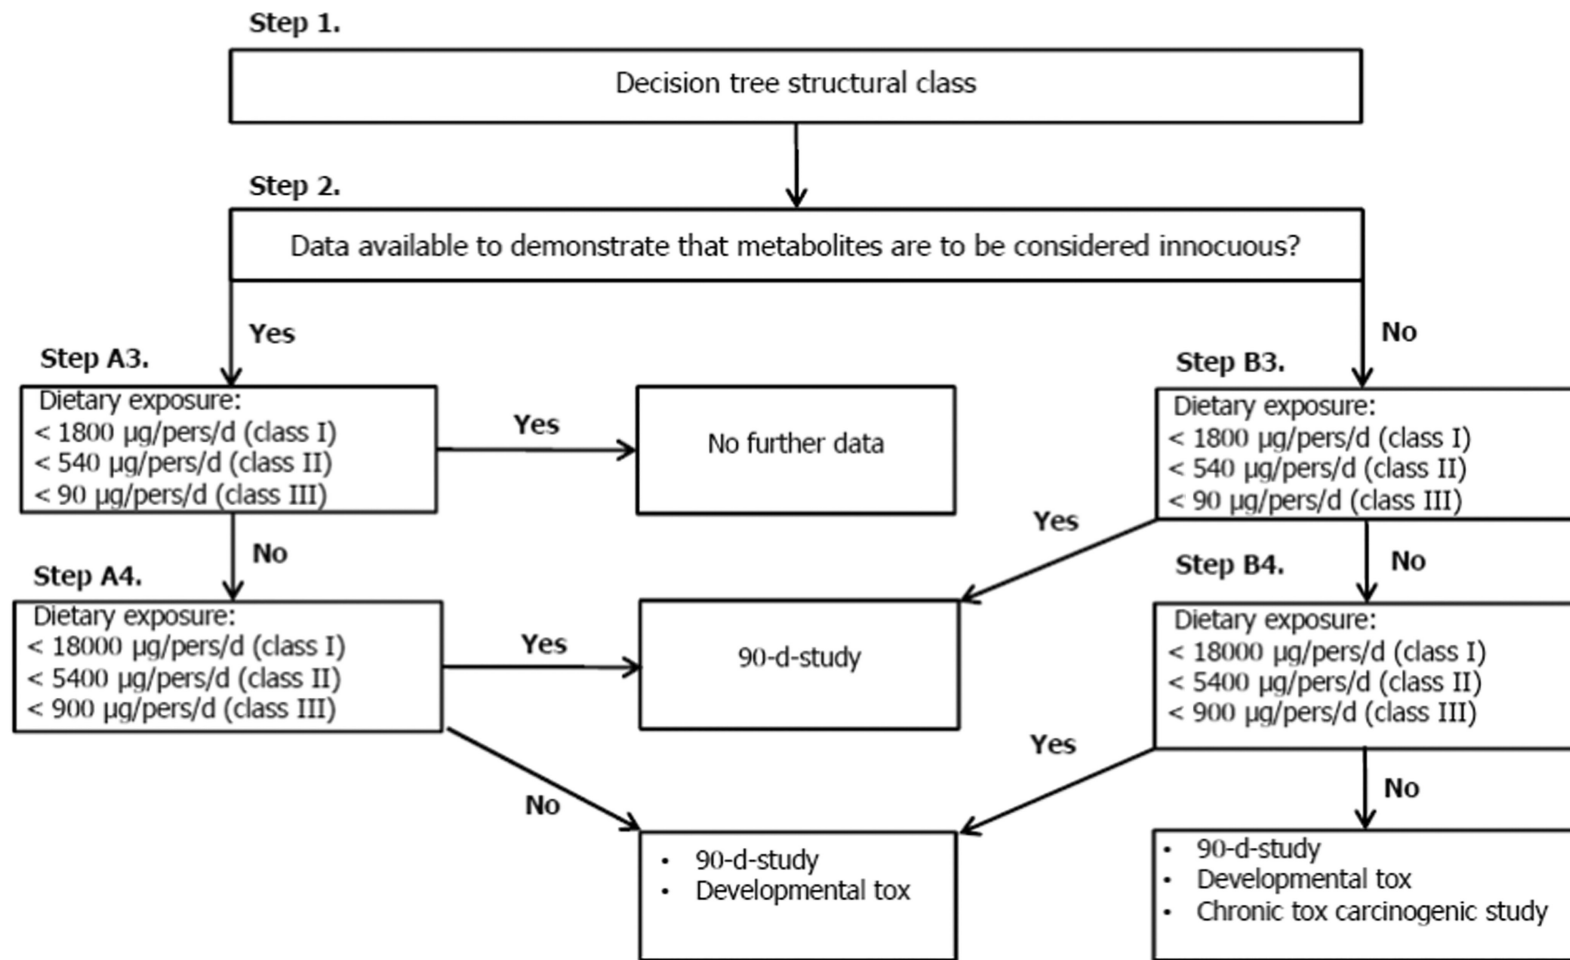 Step 1.
Decision tree structural class
Step 2.
Data available to demonstrate that metabolites are to be considered innocuous?
Yes
No
Step A3.
Dietary exposure:
< 1800 µg/pers/d (class I)
< 540 µg/pers/d (class II)
< 90 µg/pers/d (class III)
Yes
No further data
Step B3.
Dietary exposure:
< 1800 µg/pers/d (class I)
< 540 µg/pers/d (class II)
< 90 µg/pers/d (class III)
Yes
No
No
Step A4.
Dietary exposure:
< 18000 µg/pers/d (class I)
< 5400 µg/pers/d (class II)
< 900 µg/pers/d (class III)
Yes
90-d-study
Step B4.
Dietary exposure:
< 18000 µg/pers/d (class I)
< 5400 µg/pers/d (class II)
< 900 µg/pers/d (class III)
No
Yes
No
• 90-d-study
• Developmental tox
• 90-d-study
• Developmental tox
• Chronic tox carcinogenic study